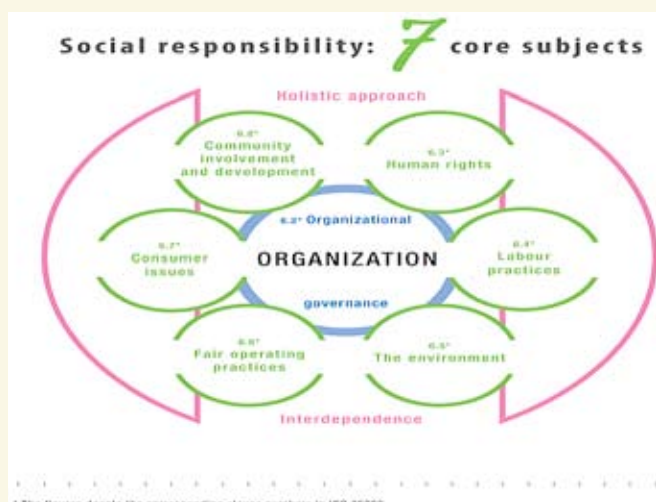 Social responsibility: 7 core subjects
Holistic approach
6.8*
Community
involvement
and development
6.3*
Human rights
6.2* Organizational
6.7*
Consumer
issues
ORGANIZATION
6.4*
Labour
practices
governance
6.6*
Fair operating
practices
6.5*
The environment
Interdependence